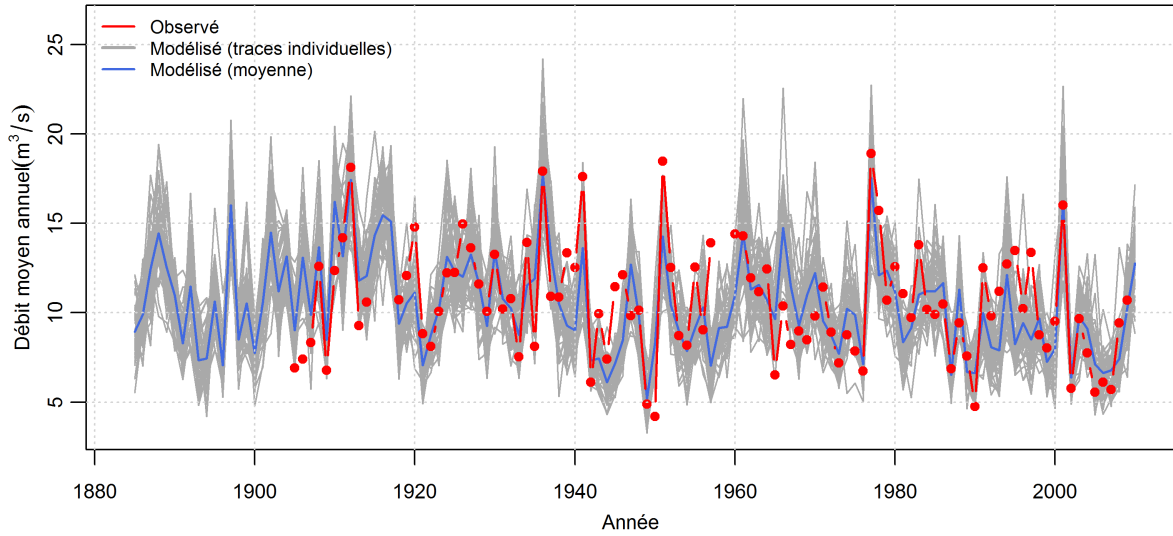 Observé
Modélisé (traces individuelles)
Modélisé (moyenne)
Débit moyen annuel(m³/s)
25
20
15
10
5
1880 1900 1920 1940 1960 1980 2000
Année